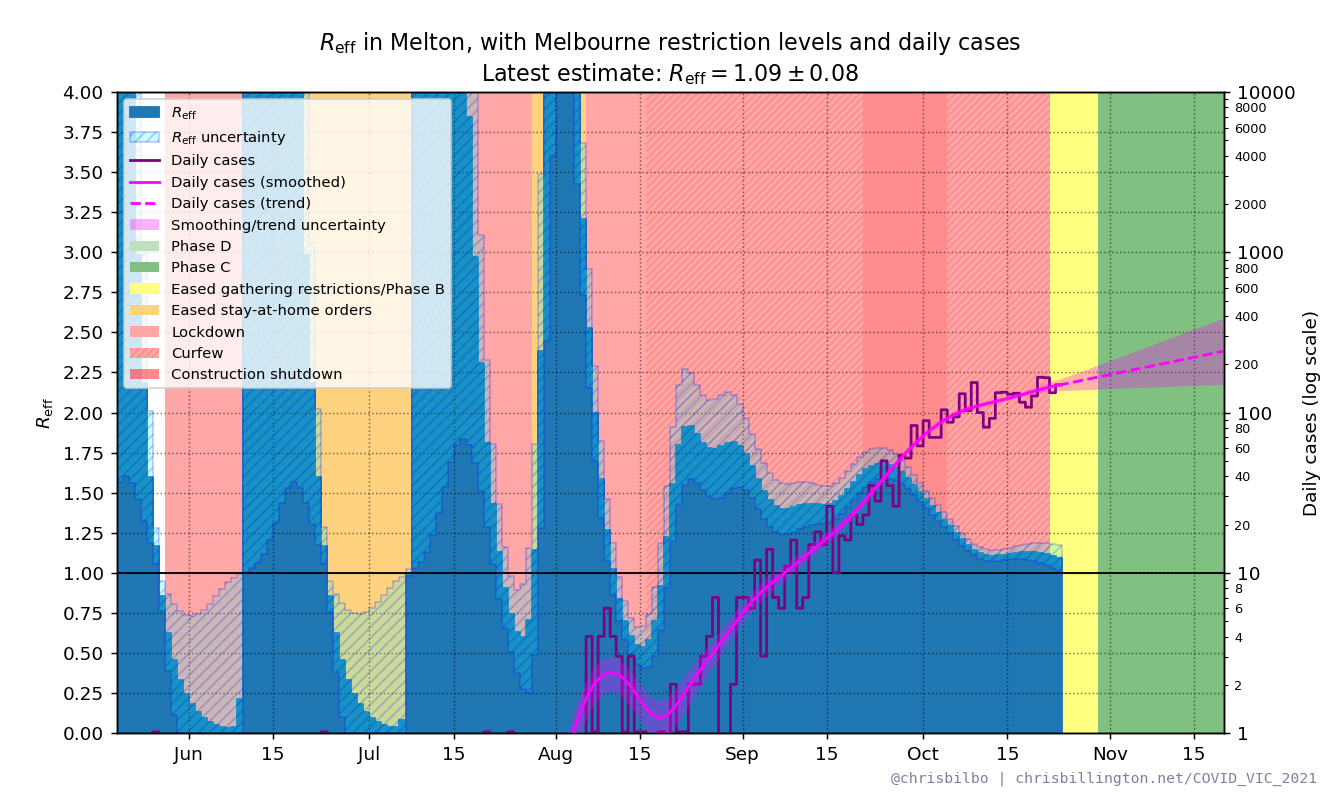 Reff in Melton, with Melbourne restriction levels and daily cases
Latest estimate: Reff = 1.09 ± 0.08
Reff
Reff uncertainty
Daily cases
Daily cases (smoothed)
Daily cases (trend)
Smoothing/trend uncertainty
Phase D
Phase C
Eased gathering restrictions/Phase B
Eased stay-at-home orders
Lockdown
Curfew
Construction shutdown
Reff
4.00
3.75
3.50
3.25
3.00
2.75
2.50
2.25
2.00
1.75
1.50
1.25
1.00
0.75
0.50
0.25
0.00
Jun 15 Jul 15 Aug 15 Sep 15 Oct 15 Nov 15
10000
8000
6000
4000
2000
1000
800
600
400
200
100
80
60
40
20
10
8
6
4
2
1
Daily cases (log scale)
@chrisbilbo | chrisbillington.net/COVID_VIC_2021